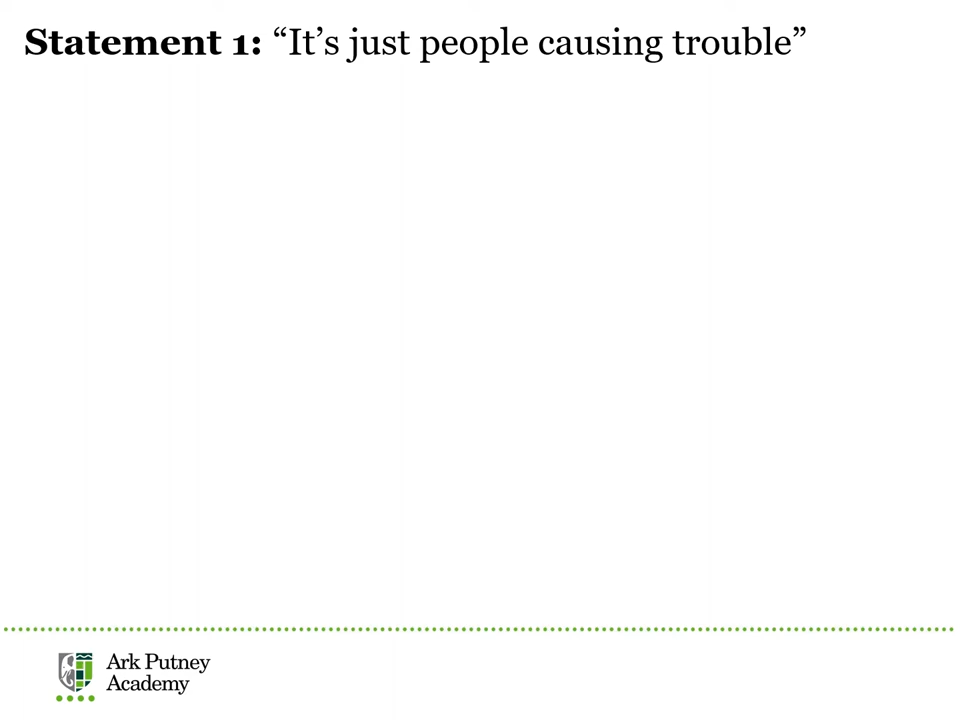 Statement 1: “It’s just people causing trouble”
Ark Putney
Academy